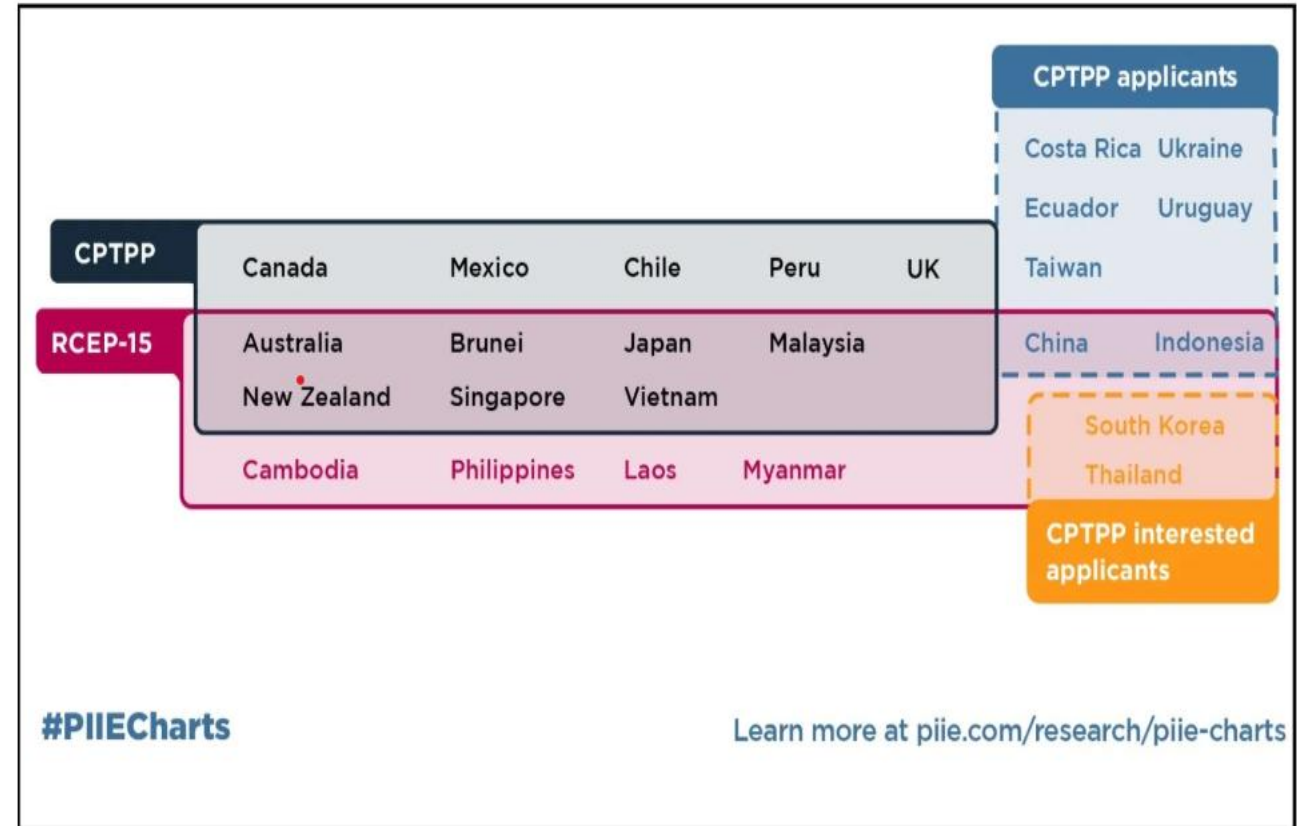 CPTPP applicants
Costa Rica Ukraine
Ecuador Uruguay
CPTPP Canada Mexico Chile Peru UK Taiwan
RCEP-15 Australia Brunei Japan Malaysia China Indonesia
New Zealand Singapore Vietnam
South Korea
Cambodia Philippines Laos Myanmar Thailand
CPTPP interested
applicants
#PIIECharts Learn more at piie.com/research/piie-charts